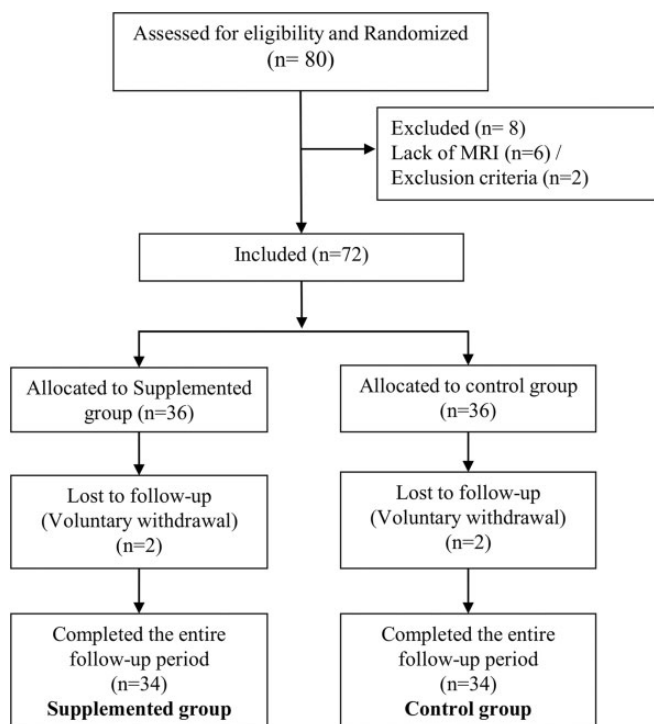 Assessed for eligibility and Randomized
(n= 80)
Excluded (n= 8)
Lack of MRI (n=6) /
Exclusion criteria (n=2)
Included (n=72)
Allocated to Supplemented
group (n=36)
Allocated to control group
(n=36)
Lost to follow-up
(Voluntary withdrawal)
(n=2)
Lost to follow-up
(Voluntary withdrawal)
(n=2)
Completed the entire
follow-up period
(n=34)
Supplemented group
Completed the entire
follow-up period
(n=34)
Control group